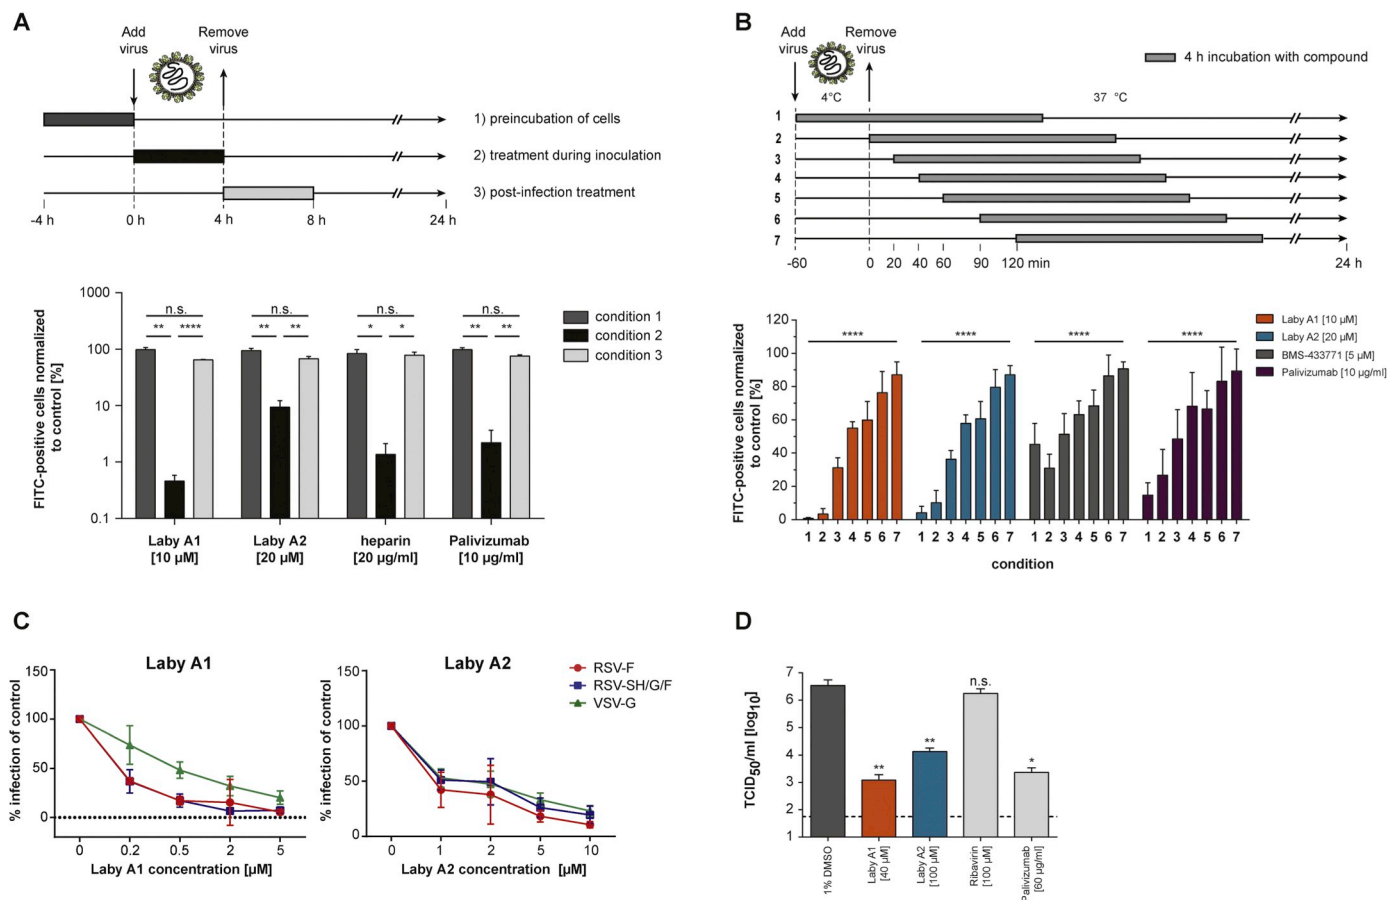 A
Add
virus
Remove
virus
1) preincubation of cells
2) treatment during inoculation
3) post-infection treatment
-4 h
0 h
4 h
8 h
24 h
FITC-positive cells normalized
to control [%]
1000
100
10
1
0.1
n.s.
n.s.
n.s.
n.s.
** ****
** **
* *
** **
condition 1
condition 2
condition 3
Laby A1
[10 µM]
Laby A2
[20 µM]
heparin
[20 µg/ml]
Palivizumab
[10 µg/ml]
B
Add
virus
Remove
virus
4 h incubation with compound
4°C
37 °C
1
2
3
4
5
6
7
-60
0
20
40
60
90
120 min
24 h
FITC-positive cells normalized
to control [%]
120
100
80
60
40
20
0
****
****
****
****
Laby A1 [10 µM]
Laby A2 [20 µM]
BMS-433771 [5 µM]
Palivizumab [10 µg/ml]
1 2 3 4 5 6 7
1 2 3 4 5 6 7
1 2 3 4 5 6 7
1 2 3 4 5 6 7
condition
C
Laby A1
% infection of control
150
100
50
0
0
0.2
0.5
2
5
Laby A1 concentration [µM]
Laby A2
% infection of control
150
100
50
0
0
1
2
5
10
Laby A2 concentration [µM]
RSV-F
RSV-SH/G/F
VSV-G
D
TCID50/ml [log10]
7
6
5
4
3
2
1
**
**
n.s.
*
1% DMSO
Laby A1
[40 µM]
Laby A2
[100 µM]
Ribavirin
[100 µM]
Palivizumab
[60 µg/ml]